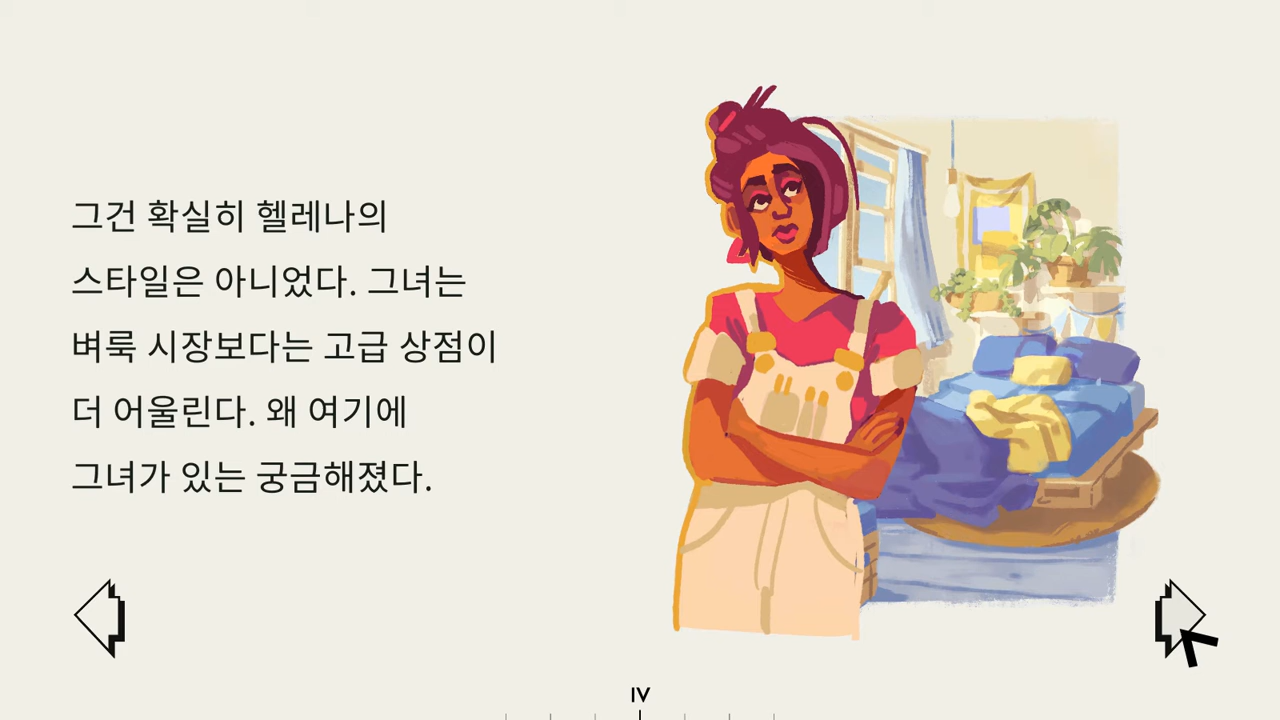 그건 확실히 헬레나의
스타일은 아니었다. 그녀는
벼룩 시장보다는 고급 상점이
더 어울린다. 왜 여기에
그녀가 있는 궁금해졌다.
IV